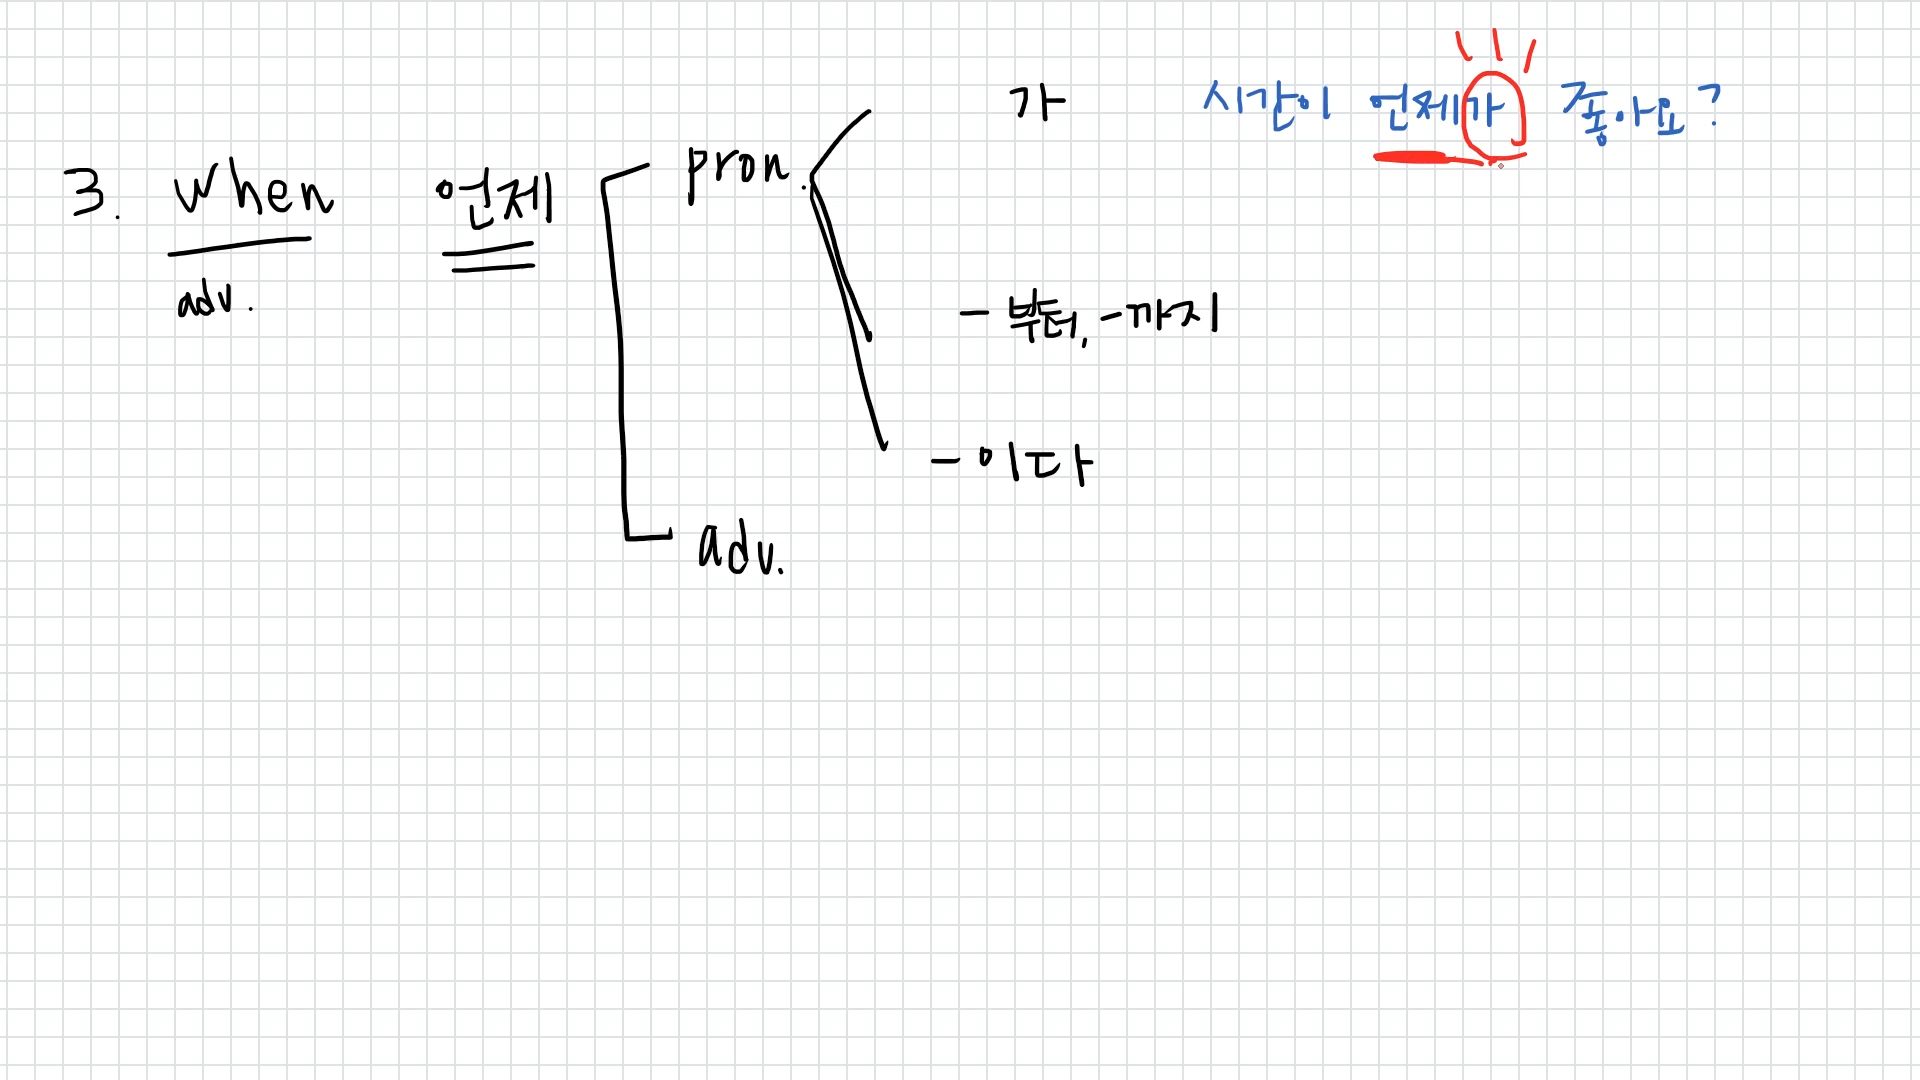 가 시간이 언제가 좋아요?
3. When 언제 pron.
adv.
-부터, -까지
-이다
adv.